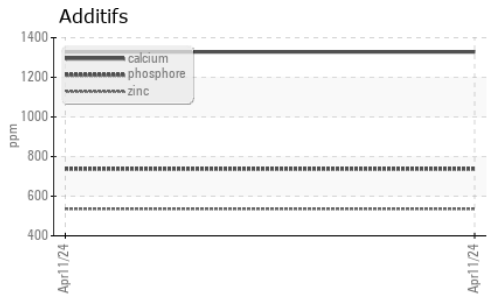 Additifs
1400
1200
1000
800
600
400
ppm
calcium
phosphore
zinc
Apr11/24
Apr11/24